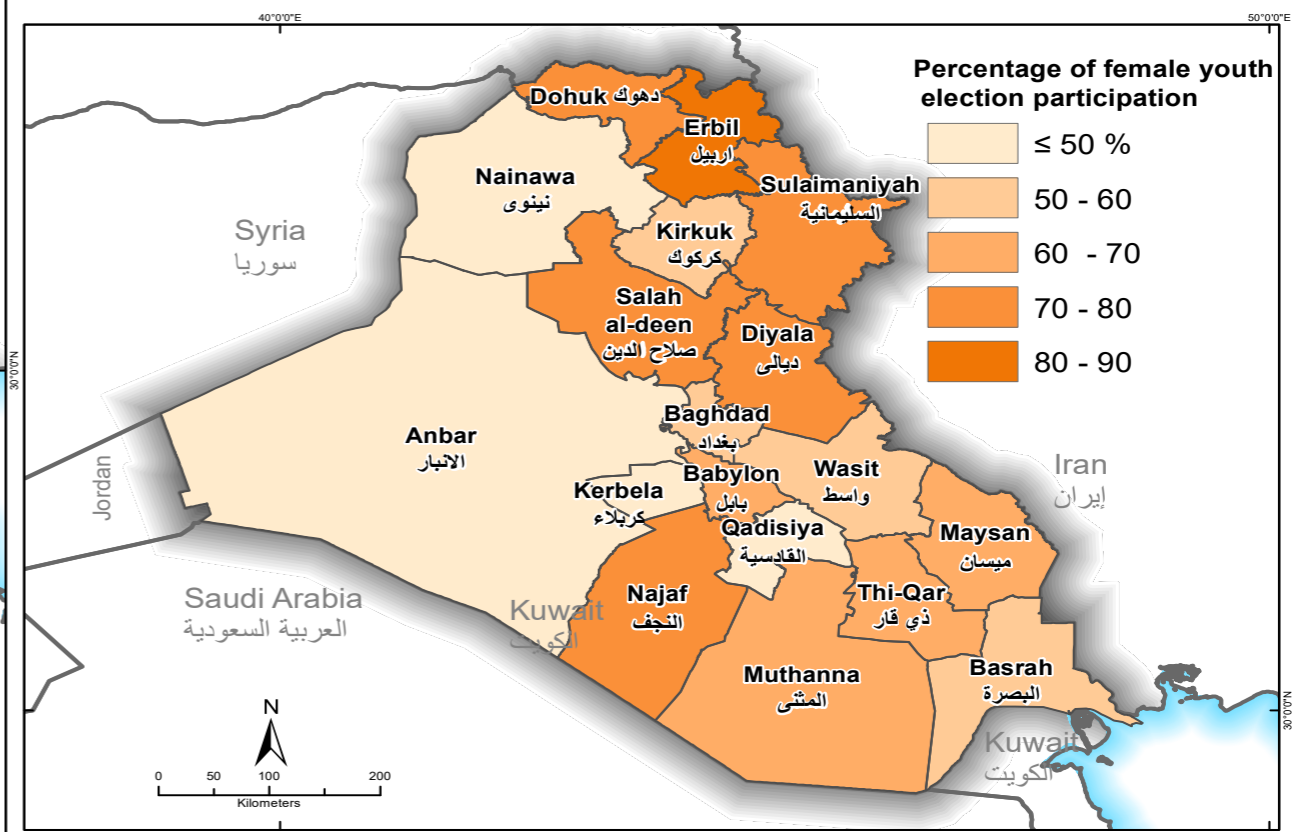 40°0'0"E
50°0'0"E
Percentage of female youth
election participation
≤ 50 %
50 - 60
60 - 70
70 - 80
80 - 90
Dohuk دهوك
Erbil
اربيل
Nainawa
نينوى
Sulaimaniyah
السليمانية
Kirkuk
كركوك
Syria
سوريا
Salah
al-deen
صلاح الدين
Diyala
ديالى
30°0'0"N
Baghdad
بغداد
Anbar
الانبار
Jordan
Kerbela
كربلاء
Babylon
بابل
Wasit
واسط
Iran
إيران
Qadisiya
القادسية
Maysan
ميسان
Saudi Arabia
العربية السعودية
Kuwait
الكويت
Najaf
النجف
Thi-Qar
ذي قار
Muthanna
المثنى
Basrah
البصرة
30°0'0"N
Kuwait
الكويت
N
0 50 100 200
Kilometers